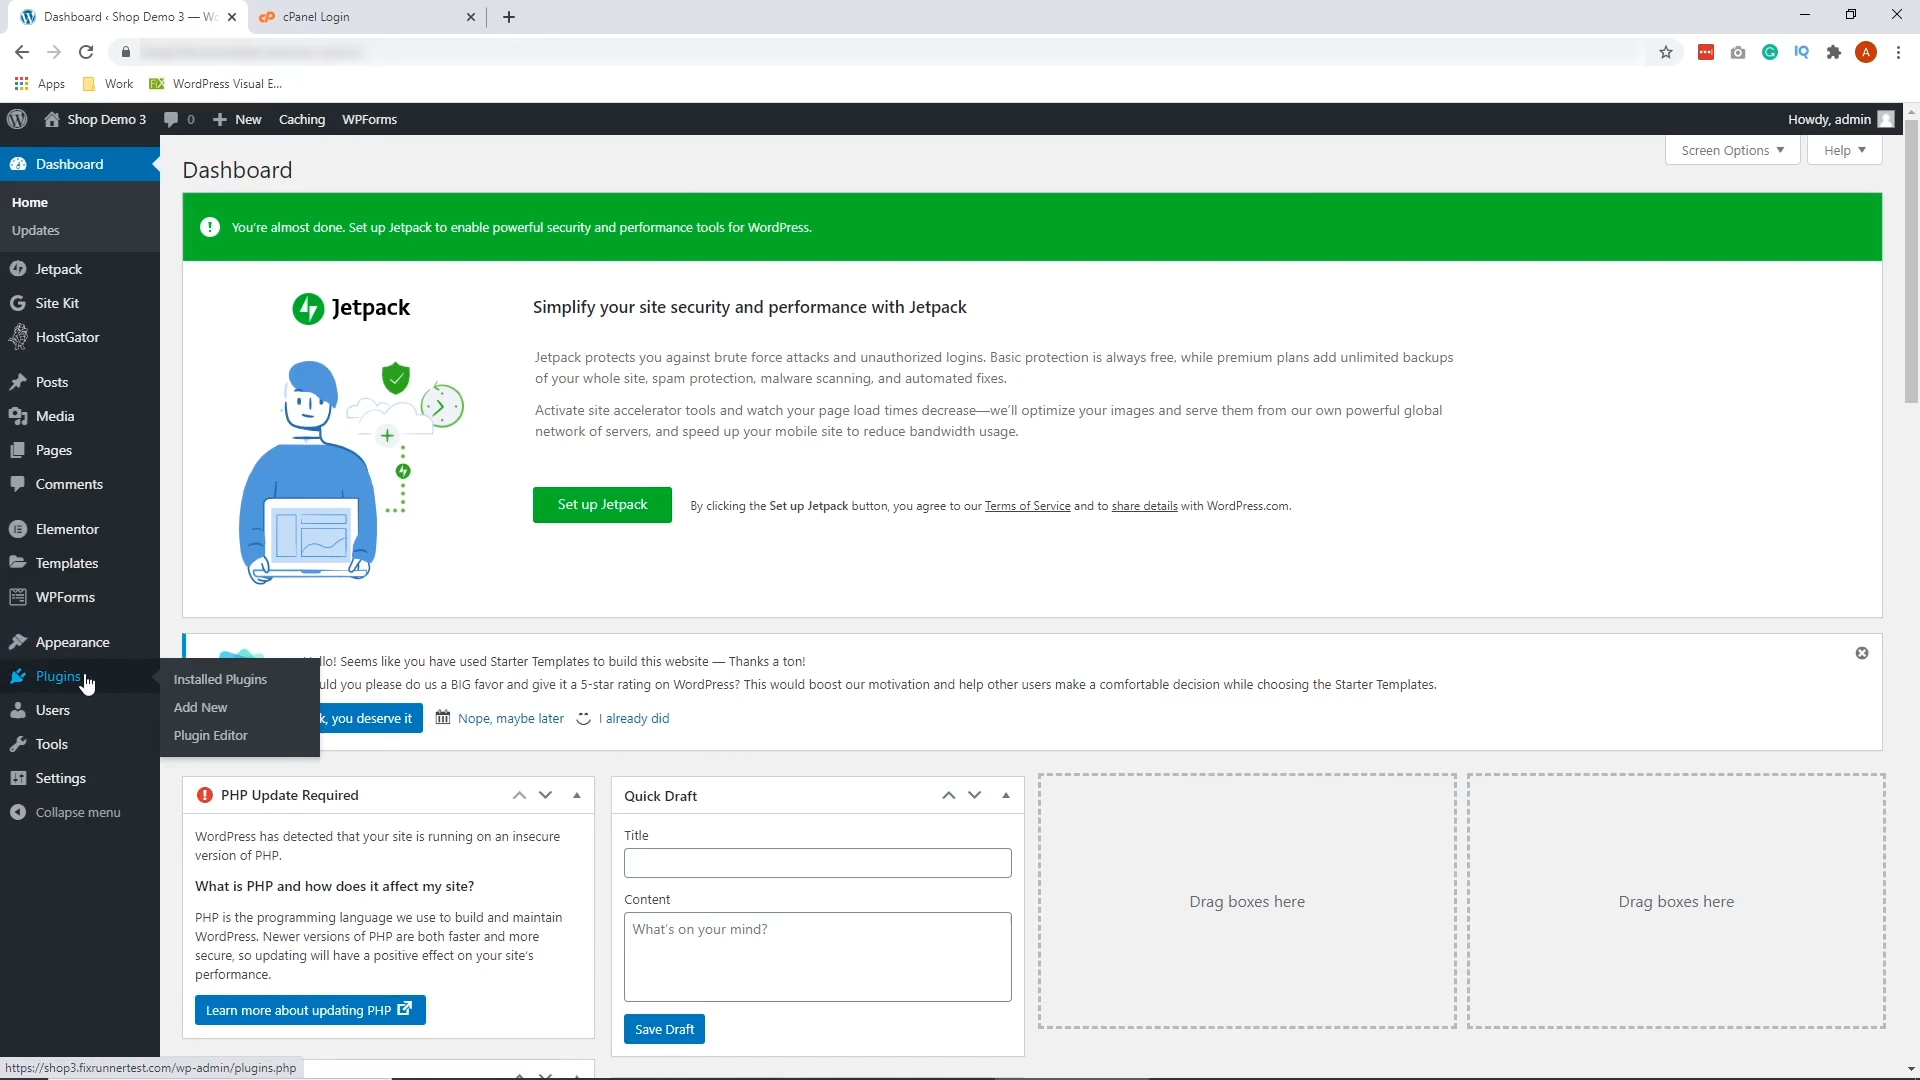 Dashboard ‹ Shop Demo 3 — Wo
cPanel Login
Apps
Work
WordPress Visual E...
Shop Demo 3
0
New
Caching
WPForms
Howdy, admin
Dashboard
Home
Updates
Jetpack
Site Kit
HostGator
Posts
Media
Pages
Comments
Elementor
Templates
WPForms
Appearance
Plugins
Users
Tools
Settings
Collapse menu
Installed Plugins
Add New
Plugin Editor
Dashboard
Screen Options
Help
You're almost done. Set up Jetpack to enable powerful security and performance tools for WordPress.
Jetpack
Simplify your site security and performance with Jetpack
Jetpack protects you against brute force attacks and unauthorized logins. Basic protection is always free, while premium plans add unlimited backups
of your whole site, spam protection, malware scanning, and automated fixes.
Activate site accelerator tools and watch your page load times decrease—we'll optimize your images and serve them from our own powerful global
network of servers, and speed up your mobile site to reduce bandwidth usage.
Set up Jetpack
By clicking the Set up Jetpack button, you agree to our Terms of Service and to share details with WordPress.com.
llo! Seems like you have used Starter Templates to build this website — Thanks a ton!
uld you please do us a BIG favor and give it a 5-star rating on WordPress? This would boost our motivation and help other users make a comfortable decision while choosing the Starter Templates.
k, you deserve it
Nope, maybe later
I already did
PHP Update Required
WordPress has detected that your site is running on an insecure
version of PHP.
What is PHP and how does it affect my site?
PHP is the programming language we use to build and maintain
WordPress. Newer versions of PHP are both faster and more
secure, so updating will have a positive effect on your site's
performance.
Learn more about updating PHP
Quick Draft
Title
Content
What's on your mind?
Save Draft
Drag boxes here
Drag boxes here
https://shop3.fixrunnertest.com/wp-admin/plugins.php